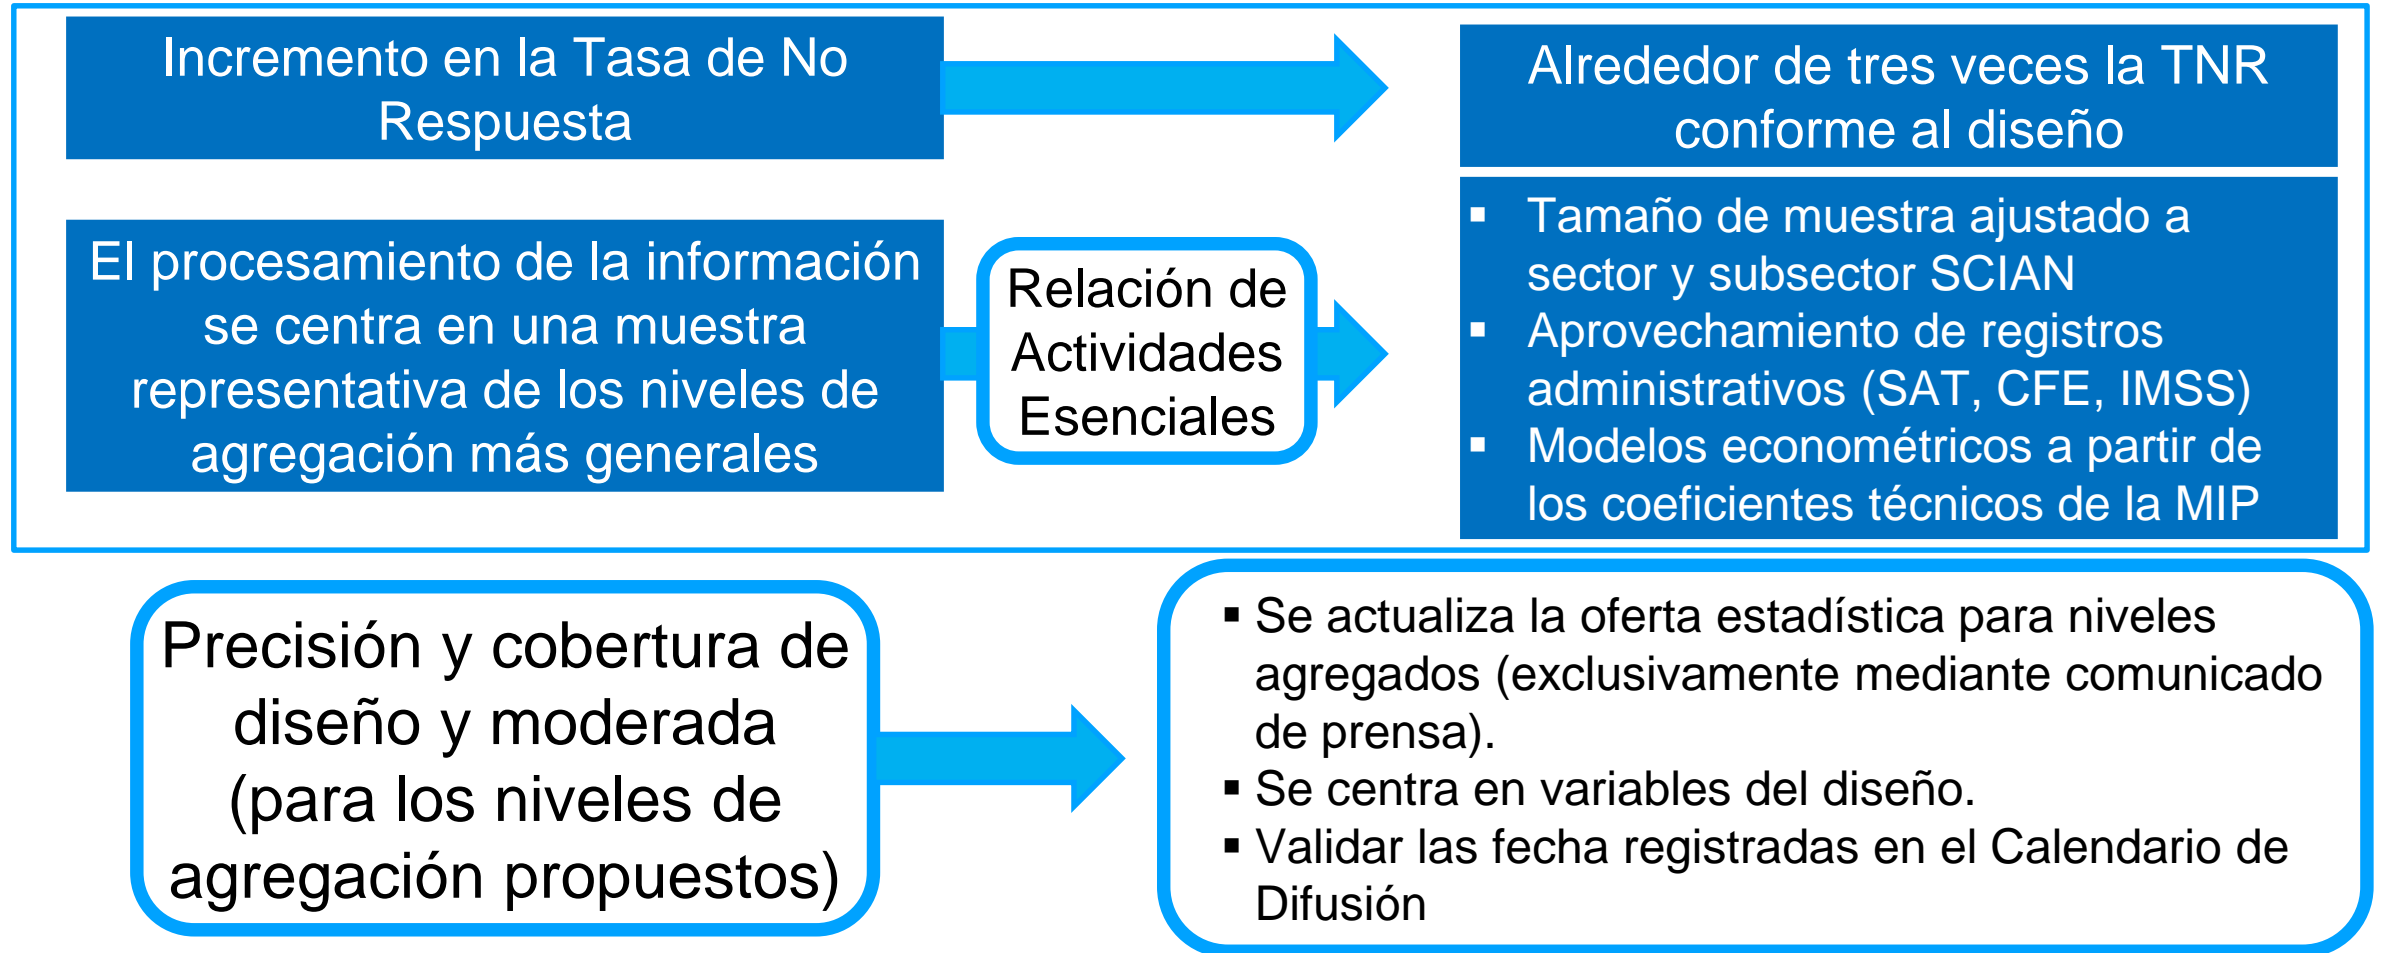 Incremento en la Tasa de No
Respuesta
Alrededor de tres veces la TNR
conforme al diseño
El procesamiento de la información
se centra en una muestra
representativa de los niveles de
agregación más generales
Relación de
Actividades
Esenciales
▪ Tamaño de muestra ajustado a
sector y subsector SCIAN
▪ Aprovechamiento de registros
administrativos (SAT, CFE, IMSS)
▪ Modelos econométricos a partir de
los coeficientes técnicos de la MIP
Precisión y cobertura de
diseño y moderada
(para los niveles de
agregación propuestos)
▪ Se actualiza la oferta estadística para niveles
agregados (exclusivamente mediante comunicado
de prensa).
▪ Se centra en variables del diseño.
▪ Validar las fecha registradas en el Calendario de
Difusión